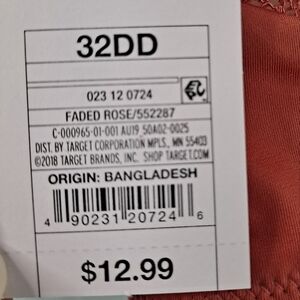 32DD
023 12 0724
FADED ROSE/552287
C-000965-01-001 AU19 50A02-0025
DIST. BY TARGET CORPORATION MPLS., MN 55403
©2018 TARGET BRANDS, INC. SHOP TARGET.COM
ORIGIN: BANGLADESH
4 90231 20724 6
$12.99